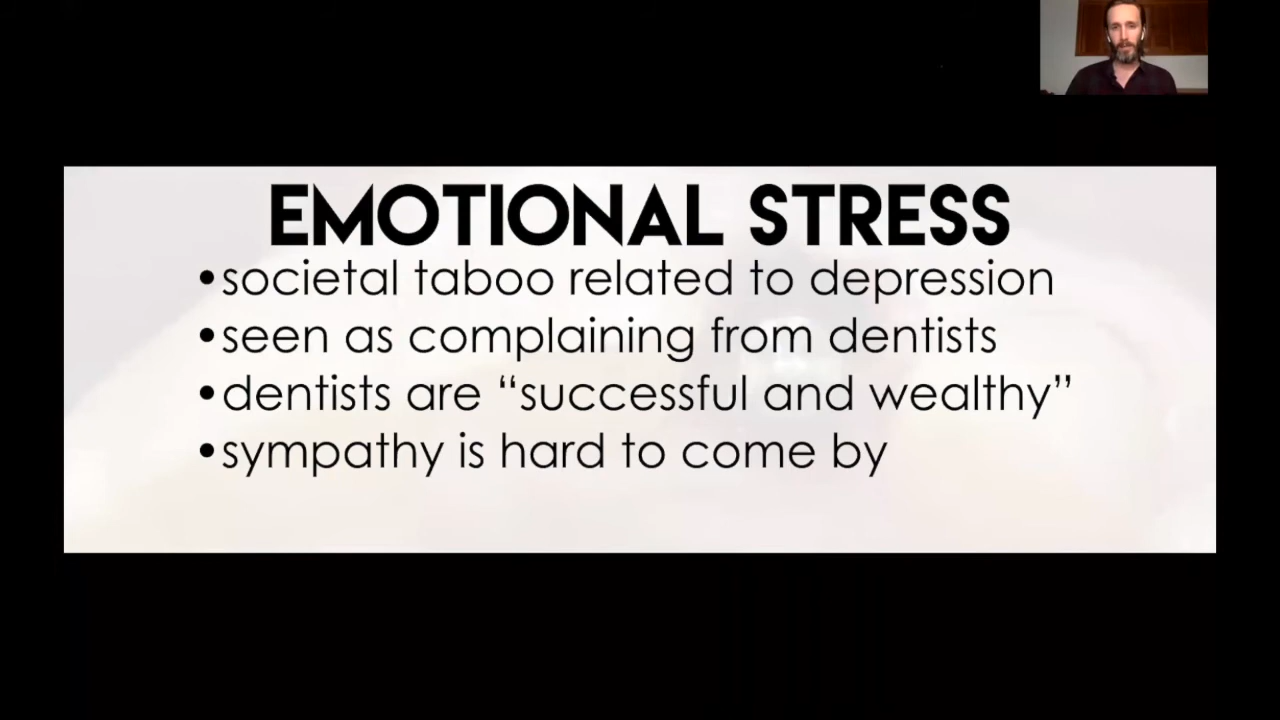 EMOTIONAL STRESS
•societal taboo related to depression
•seen as complaining from dentists
•dentists are “successful and wealthy”
•sympathy is hard to come by